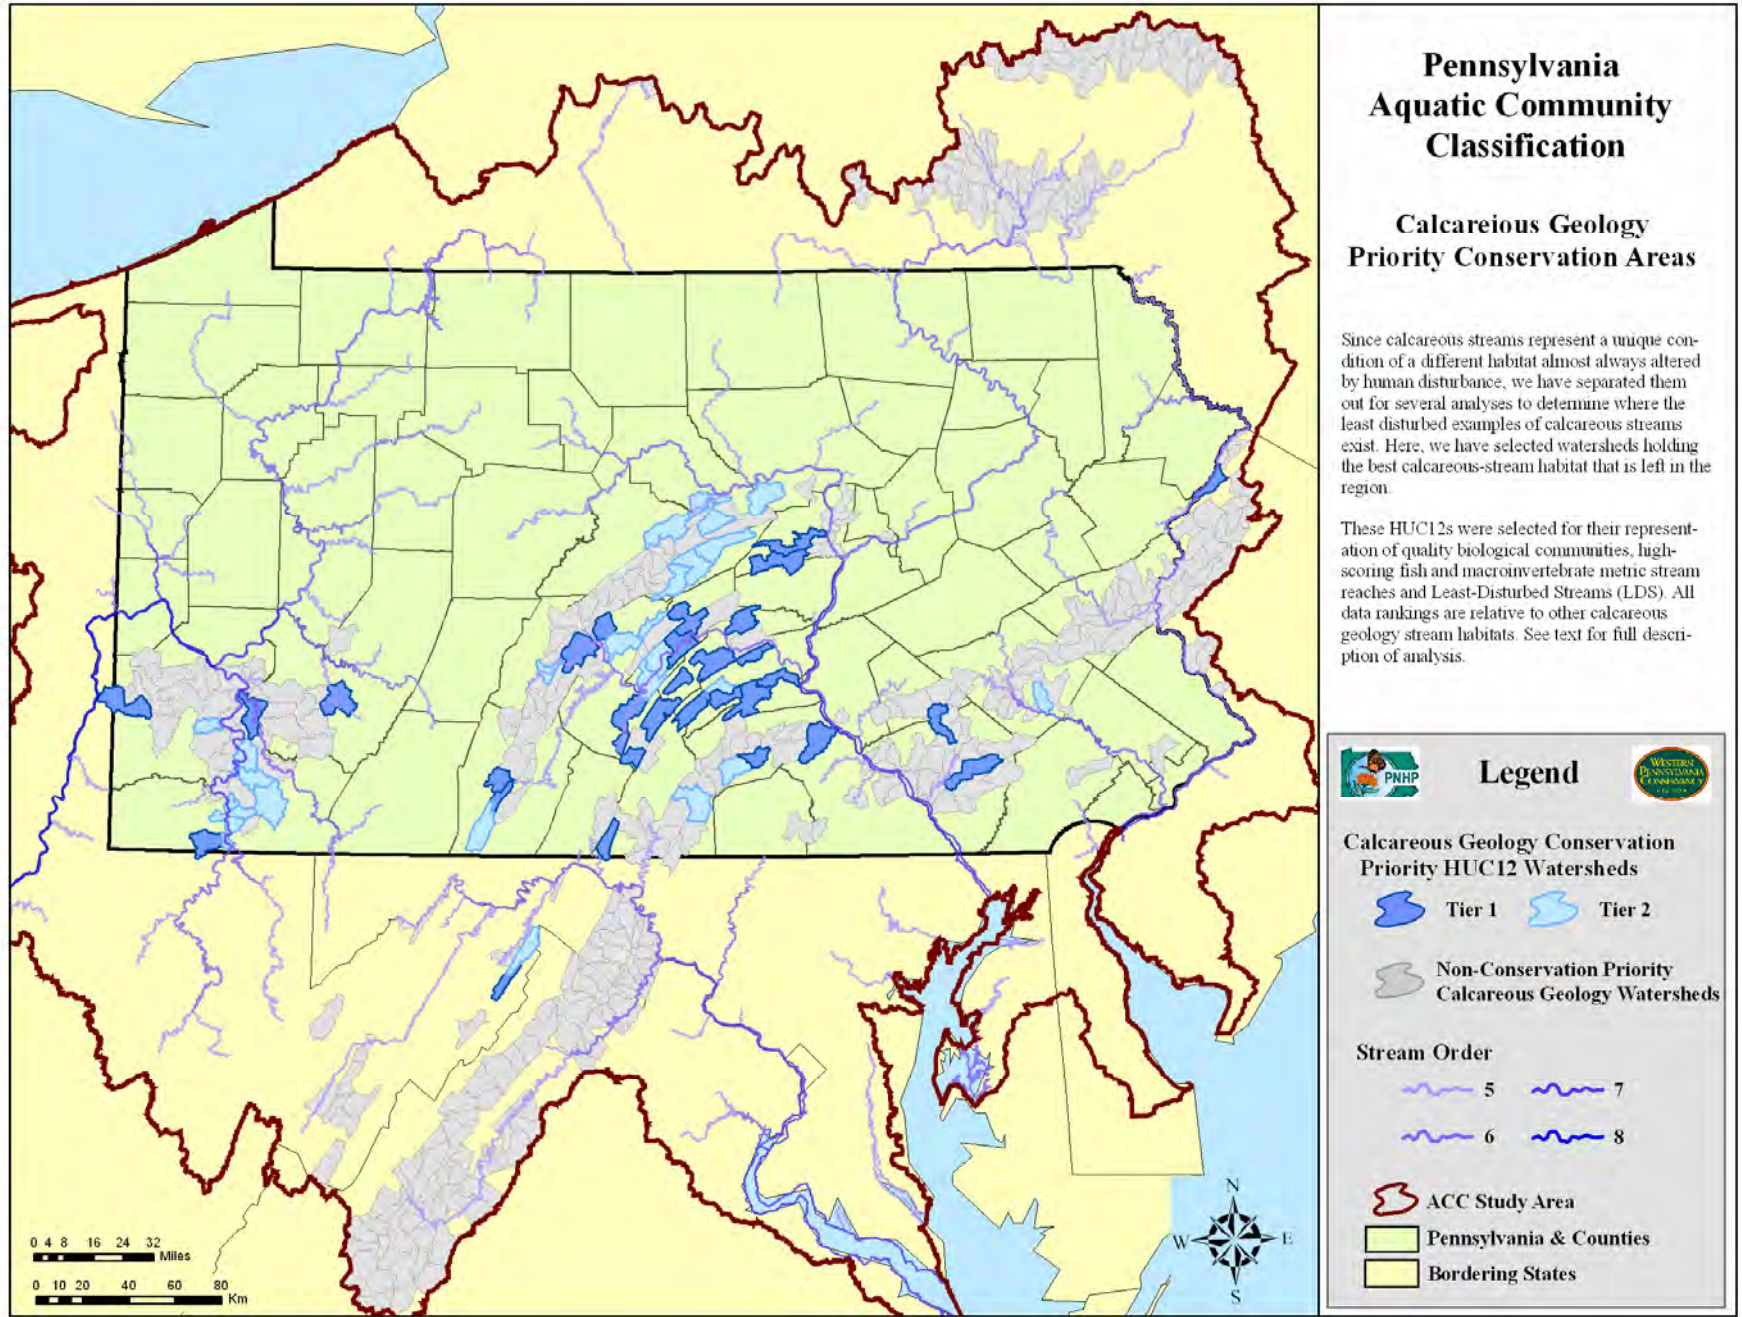 Pennsylvania
Aquatic Community
Classification
Calcareious Geology
Priority Conservation Areas
Since calcareous streams represent a unique con-
dition of a different habitat almost always altered
by human disturbance, we have separated them
out for several analyses to determine where the
least disturbed examples of calcareous streams
exist. Here, we have selected watersheds holding
the best calcareous-stream habitat that is left in the
region.
These HUC12s were selected for their represent-
ation of quality biological communities, high-
scoring fish and macroinvertebrate metric stream
reaches and Least-Disturbed Streams (LDS). All
data rankings are relative to other calcareous
geology stream habitats. See text for full descri-
ption of analysis.
PNHP
Legend
WESTERN
PENNSYLVANIA
CONSERVANCY
Calcareous Geology Conservation
Priority HUC12 Watersheds
Tier 1
Tier 2
Non-Conservation Priority
Calcareous Geology Watersheds
Stream Order
5
7
6
8
ACC Study Area
Pennsylvania & Counties
Bordering States
N
W
E
S
0 4 8 16 24 32
Miles
0 10 20 40 60 80
Km